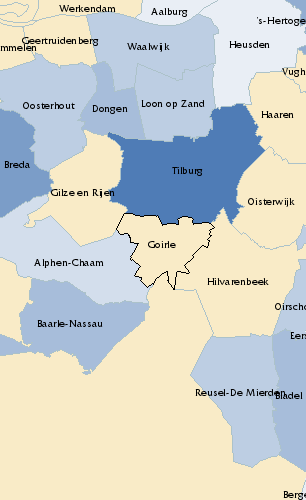 Werkendam
Aalburg
's-Hertoge
Geertruidenberg
mmelen
Waalwijk
Heusden
Vugh
Oosterhout
Dongen
Loon op Zand
Haaren
Breda
Tilburg
Gilze en Rijen
Oisterwijk
Goirle
Alphen-Chaam
Hilvarenbeek
Oirscho
Baarle-Nassau
Eers
Reusel-De Mierden
Bladel
Berge